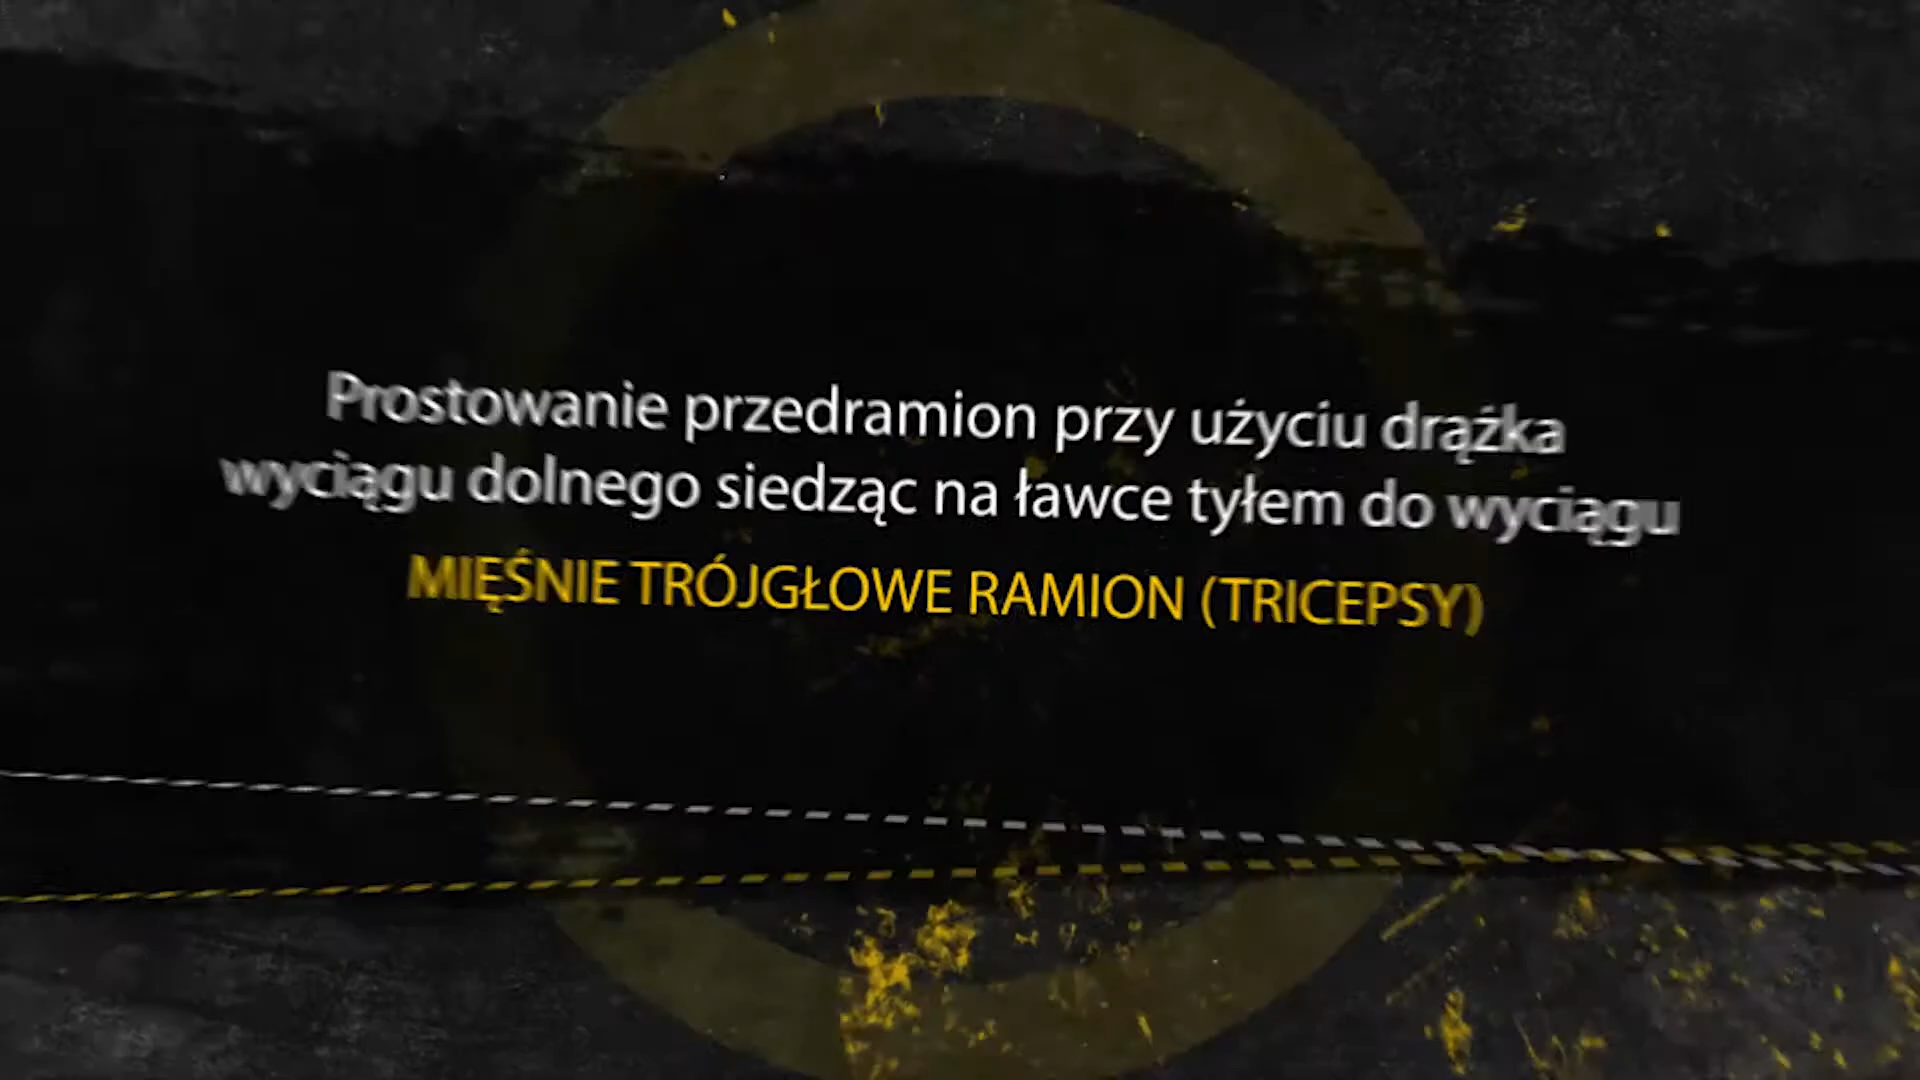 Prostowanie przedramion przy użyciu drążka
wyciągu dolnego siedząc na ławce tyłem do wyciągu
MIĘŚNIE TRÓJGŁOWE RAMION (TRICEPSY)